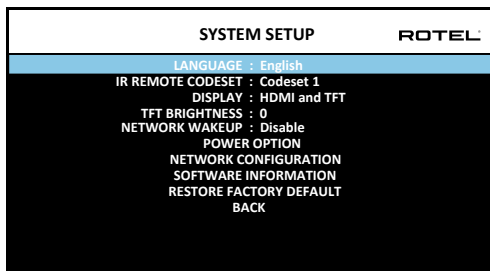 SYSTEM SETUP ROTEL
LANGUAGE : English
IR REMOTE CODESET : Codeset 1
DISPLAY : HDMI and TFT
TFT BRIGHTNESS : 0
NETWORK WAKEUP : Disable
POWER OPTION
NETWORK CONFIGURATION
SOFTWARE INFORMATION
RESTORE FACTORY DEFAULT
BACK